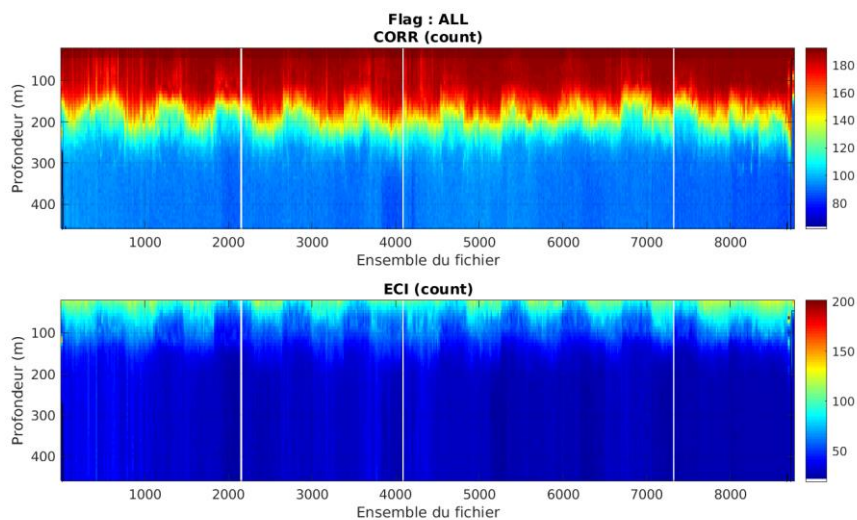 Flag : ALL
CORR (count)
Profondeur (m)
100
200
300
400
1000 2000 3000 4000 5000 6000 7000 8000
Ensemble du fichier
180
160
140
120
100
80
ECI (count)
Profondeur (m)
100
200
300
400
1000 2000 3000 4000 5000 6000 7000 8000
Ensemble du fichier
200
150
100
50